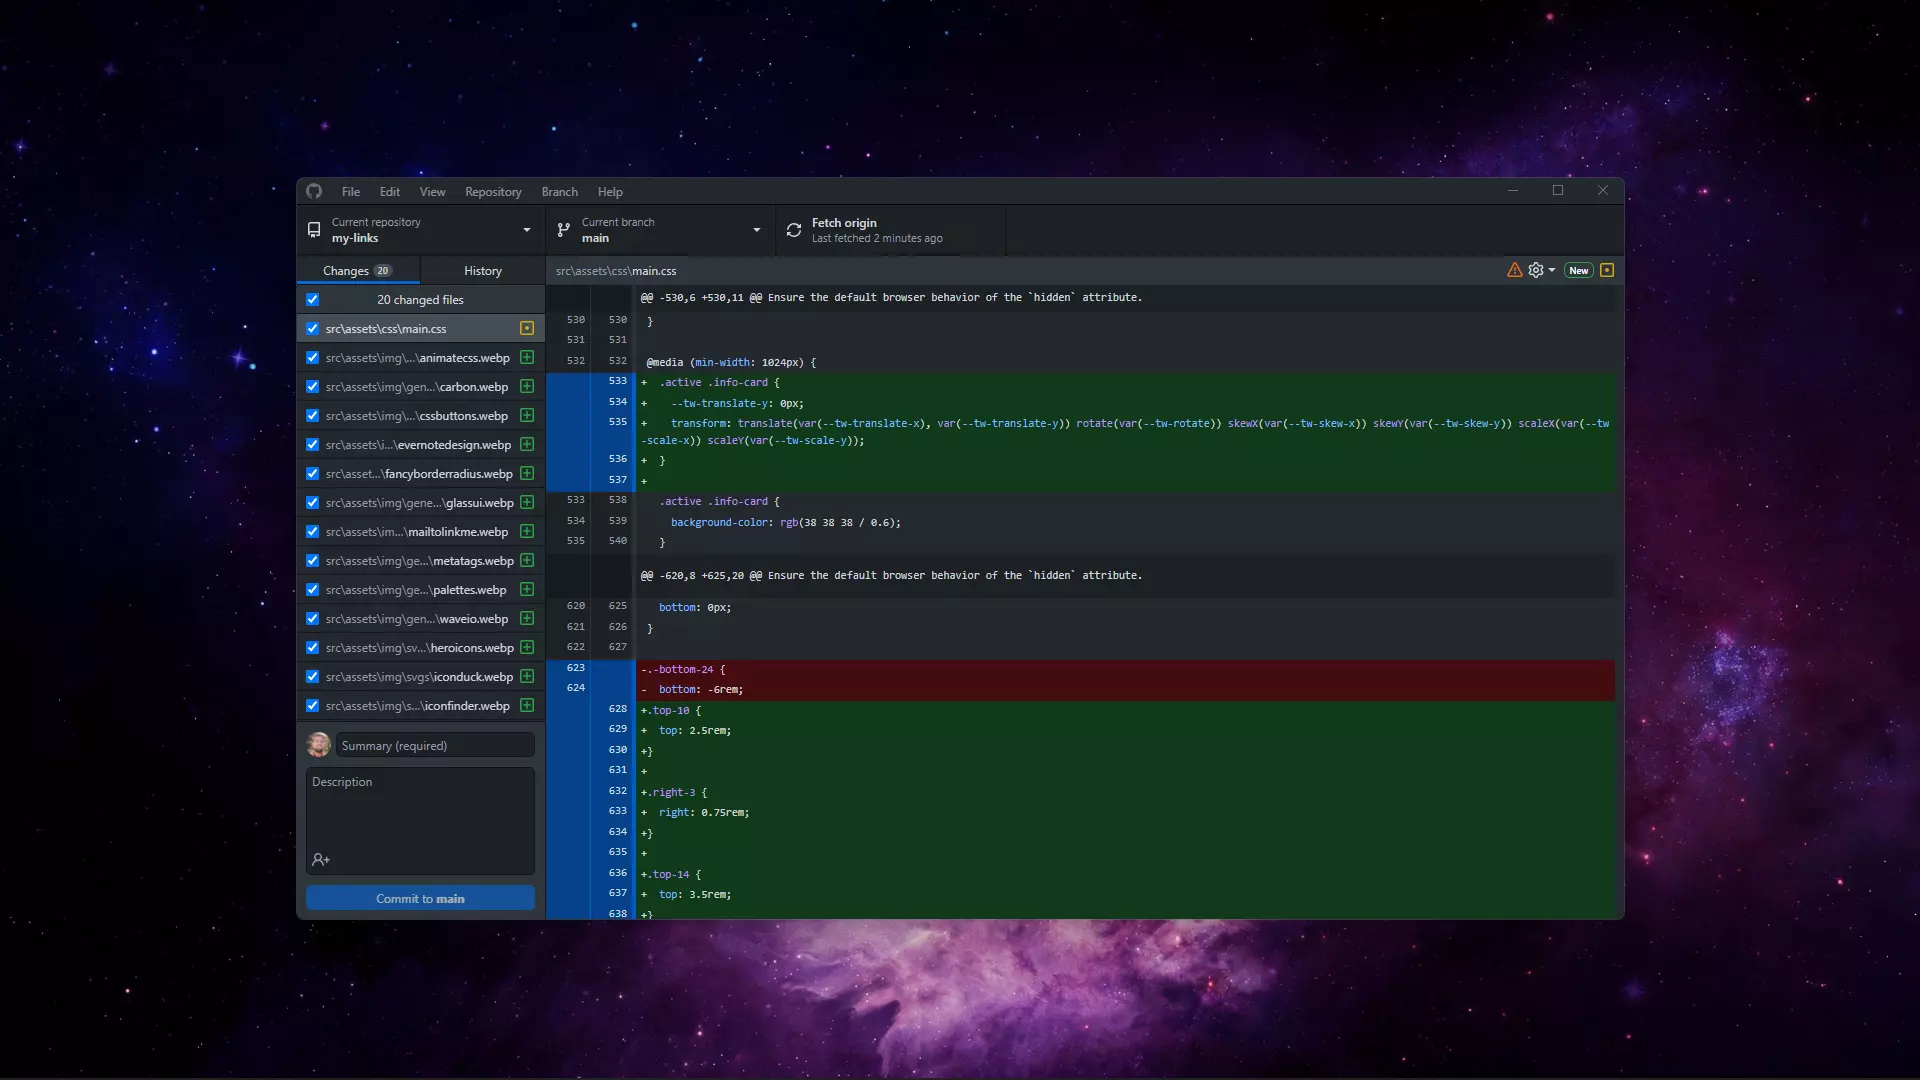 File Edit View Repository Branch Help
Current repository
my-links
Current branch
main
Fetch origin
Last fetched 2 minutes ago
Changes 20
History
20 changed files
src\assets\css\main.css
src\assets\img\...\animatecss.webp
src\assets\img\gen...\carbon.webp
src\assets\img\...\cssbuttons.webp
src\assets\i...\evernotedesign.webp
src\asset...\fancyborderradius.webp
src\assets\img\gene...\glassui.webp
src\assets\im...\mailtolinkme.webp
src\assets\img\ge...\metatags.webp
src\assets\img\ge...\palettes.webp
src\assets\img\gen...\waveio.webp
src\assets\img\sv...\heroicons.webp
src\assets\img\svgs\iconduck.webp
src\assets\img\s...\iconfinder.webp
Summary (required)
Description
Commit to main
src\assets\css\main.css
New
@@ -530,6 +530,11 @@ Ensure the default browser behavior of the `hidden` attribute.
530 530 }
531 531
532 532 @media (min-width: 1024px) {
533 + .active .info-card {
534 + --tw-translate-y: 0px;
535 + transform: translate(var(--tw-translate-x), var(--tw-translate-y)) rotate(var(--tw-rotate)) skewX(var(--tw-skew-x)) skewY(var(--tw-skew-y)) scaleX(var(--tw
-scale-x)) scaleY(var(--tw-scale-y));
536 + }
537 +
533 538 .active .info-card {
534 539 background-color: rgb(38 38 38 / 0.6);
535 540 }
@@ -620,8 +625,20 @@ Ensure the default browser behavior of the `hidden` attribute.
620 625 bottom: 0px;
621 626 }
622 627
623 -.-bottom-24 {
624 - bottom: -6rem;
628 +.top-10 {
629 + top: 2.5rem;
630 +}
631 +
632 +.right-3 {
633 + right: 0.75rem;
634 +}
635 +
636 +.top-14 {
637 + top: 3.5rem;
638 +}